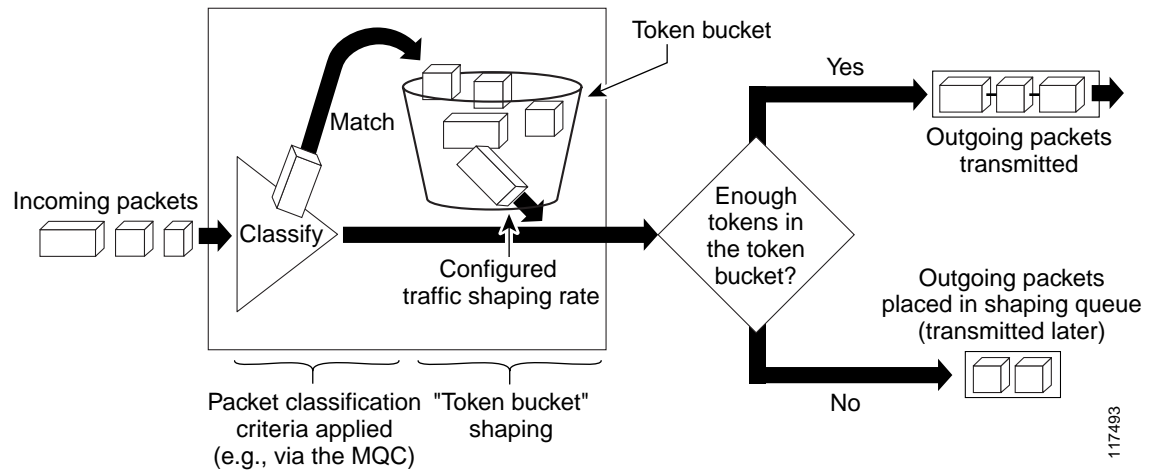 Token bucket
Match
Incoming packets
Classify
Configured
traffic shaping rate
Packet classification
criteria applied
(e.g., via the MQC)
"Token bucket"
shaping
Enough
tokens in
the token
bucket?
Yes
Outgoing packets
transmitted
Outgoing packets
placed in shaping queue
(transmitted later)
No
117493